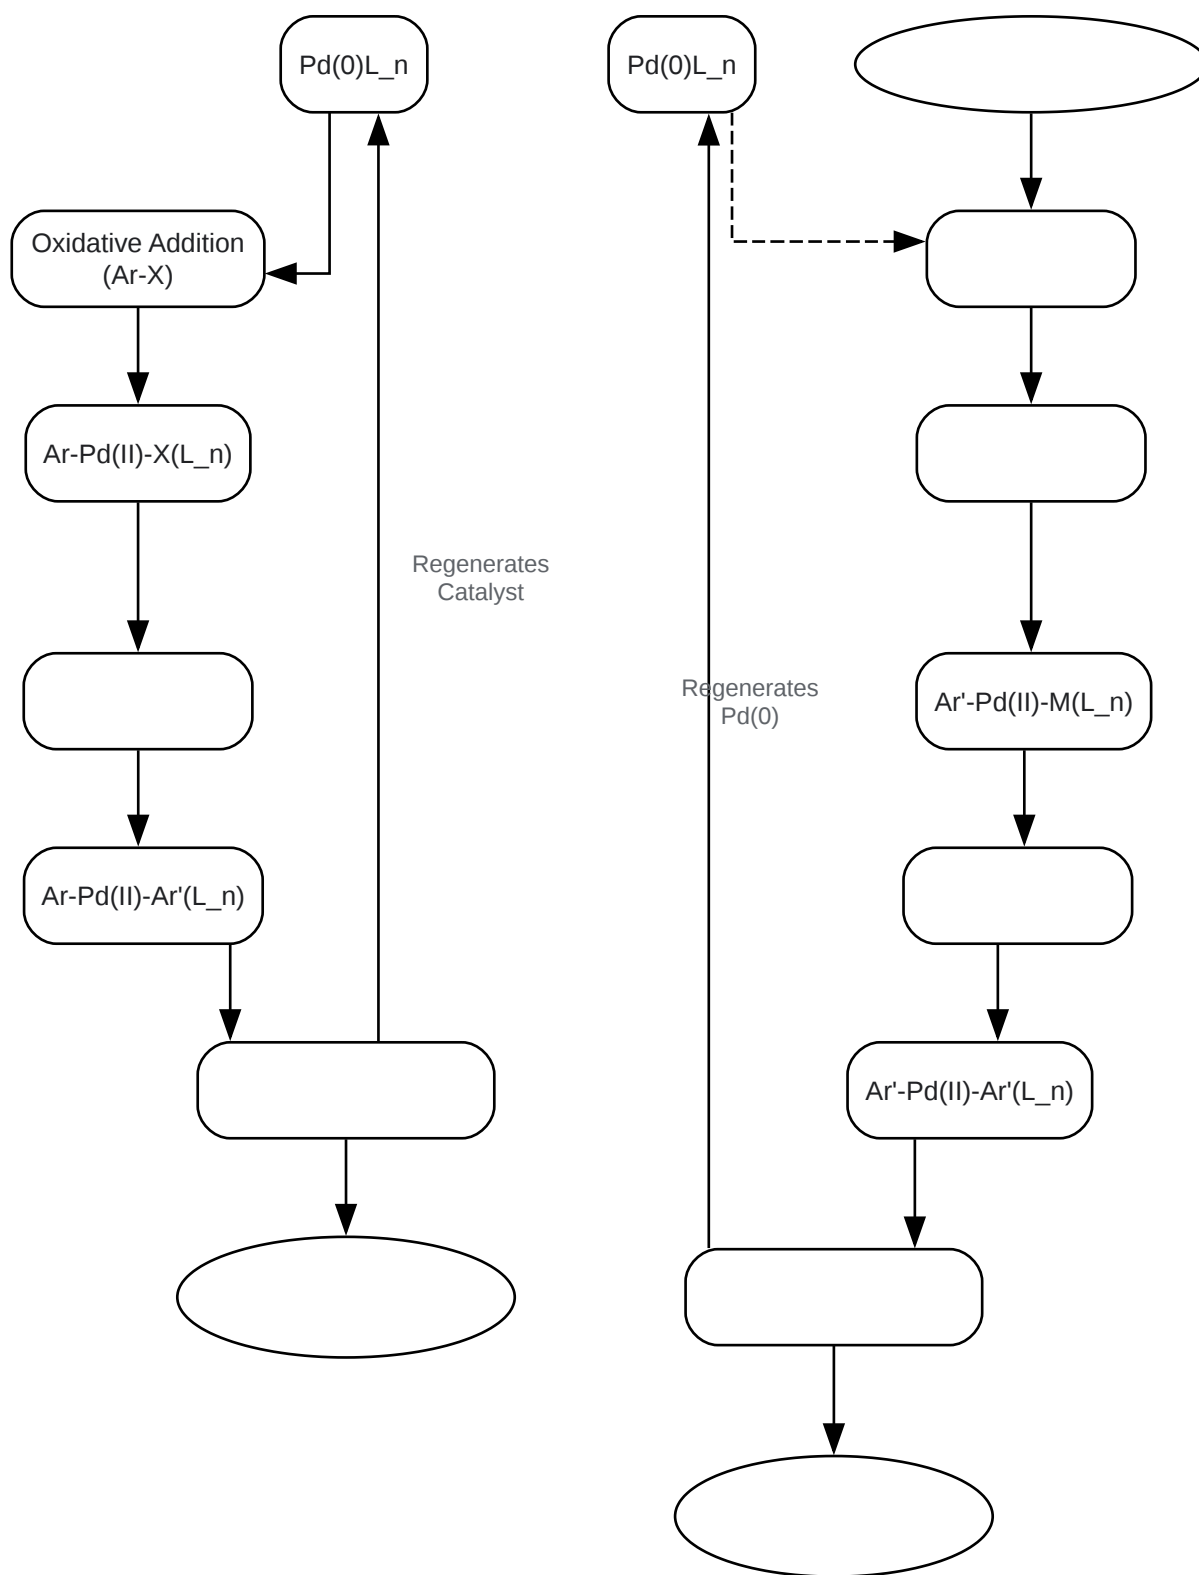 Pd(0)L_n
Pd(0)L_n
Oxidative Addition
(Ar-X)
Ar-Pd(II)-X(L_n)
Regenerates
Catalyst
Regenerates
Pd(0)
Ar'-Pd(II)-M(L_n)
Ar-Pd(II)-Ar'(L_n)
Ar'-Pd(II)-Ar'(L_n)